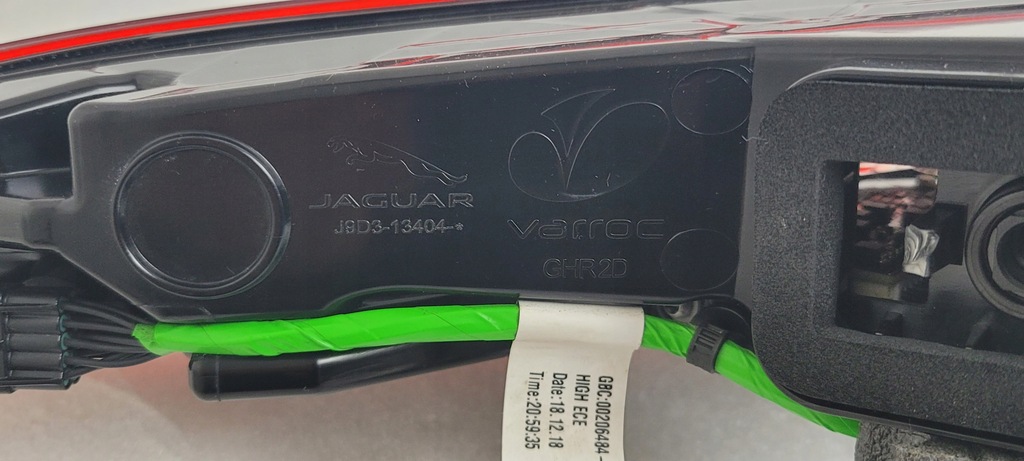 JAGUAR
J9D3-13404-*
varroc
GHR2D
GBC:00206484-
HIGH ECE
Date:18.12.18
Time:20:59:35